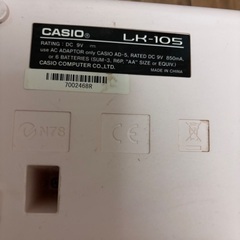 CASIO LK-105
RATING : DC 9V
use AC ADAPTOR only CASIO AD-5, RATED DC 9V 850mA,
or 6 BATTERIES (SUM-3, R6P, "AA" SIZE or EQUIV.)
CASIO COMPUTER CO.,LTD. MADE IN CHINA
7002468R
N76
CE